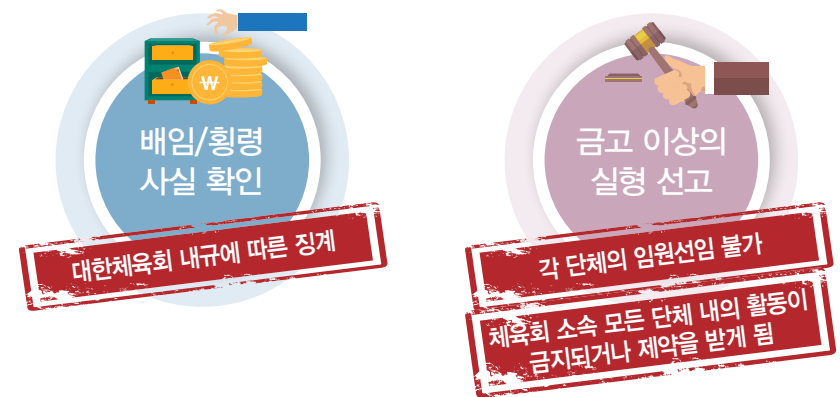 ₩
배임/횡령
사실 확인
대한체육회 내규에 따른 징계
금고 이상의
실형 선고
각 단체의 임원선임 불가
체육회 소속 모든 단체 내의 활동이
금지되거나 제약을 받게 됨